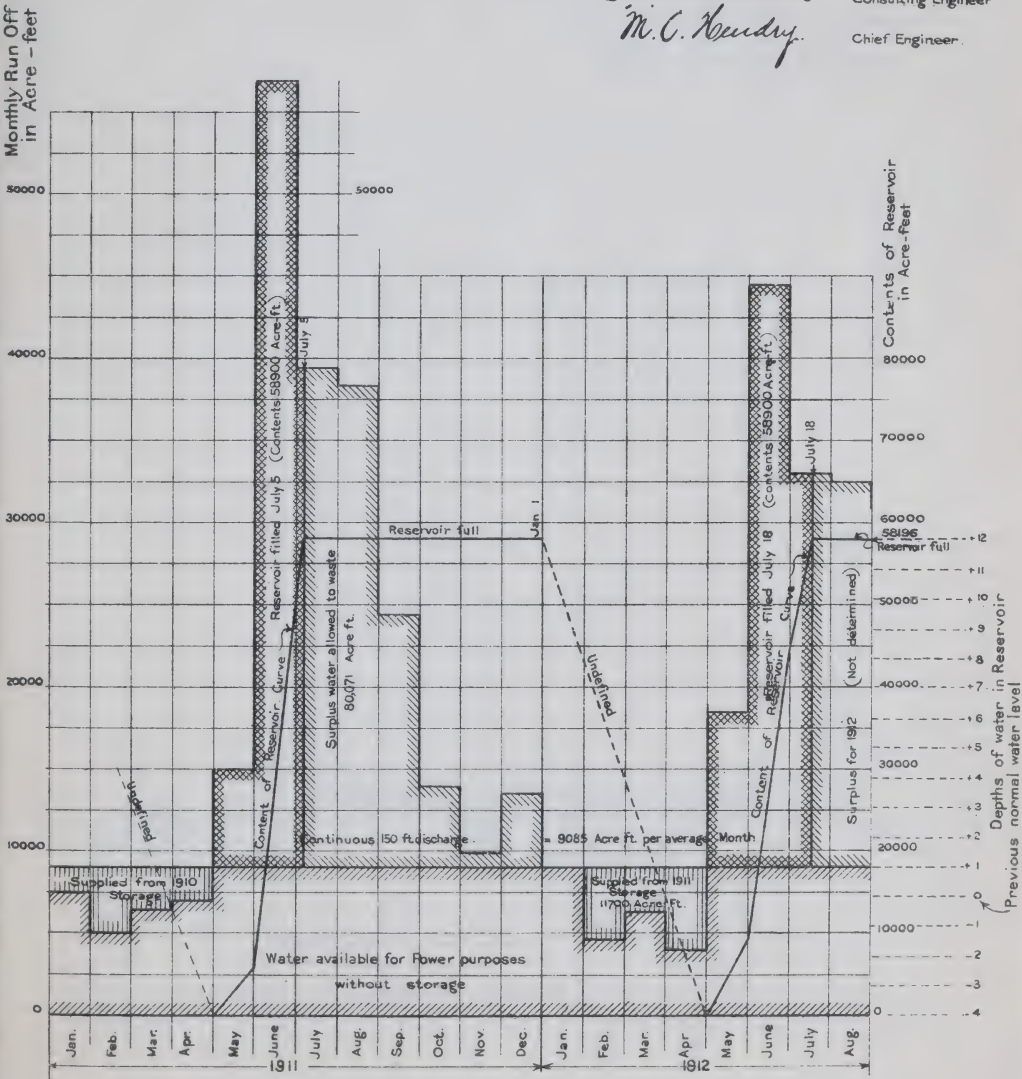 Consulting Engineer
M. C. Hendry.
Chief Engineer.
Monthly Run Off
in Acre-feet
50000
40000
30000
20000
10000
0
50000
Contents of Reservoir
in Acre-feet
80000
70000
60000
58196
Reservoir full
50000
40000
30000
20000
10000
0
+12
+11
+10
+9
+8
+7
+6
+5
+4
+3
+2
+1
0
-1
-2
-3
-4
Depths of water in Reservoir
Previous normal water level
Reservoir filled July 5 (Contents 58900 Acre-ft.)
July 5
Content of Reservoir Curve
Surplus water allowed to waste
80,071 Acre ft.
Reservoir full
Jan 1
undefined
undefined
Reservoir filled July 18 (Contents 58900 Acre-ft)
July 18
Content of Reservoir Curve
Surplus for 1912 (Not determined)
Continuous 150 ft discharge = 9085 Acre ft. per average Month
Supplied from 1910
Storage
Supplied from 1911
Storage
11700 Acre Ft.
Water available for Power purposes
without storage
Jan. Feb. Mar. Apr. May June July Aug. Sep. Oct. Nov. Dec. Jan. Feb. Mar. Apr. May June July Aug.
1911 1912